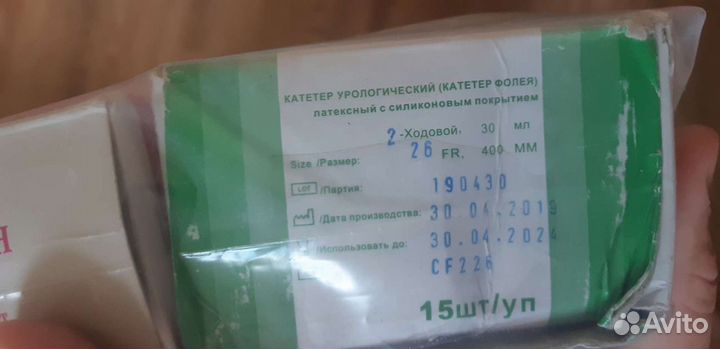 КАТЕТЕР УРОЛОГИЧЕСКИЙ (КАТЕТЕР ФОЛЕЯ)
латексный с силиконовым покрытием
2-Ходовой, 30 мл
Size /Размер: 26 FR, 400 ММ
LOT /Партия: 190430
/Дата производства: 30.04.2019
/Использовать до: 30.04.2024
CF226
15шт/уп
Avito